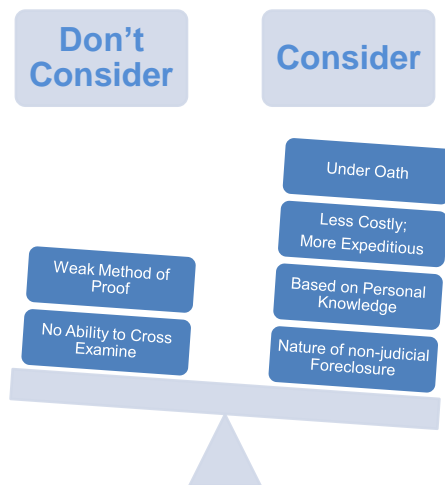 Don’t
Consider
Consider
Under Oath
Less Costly;
More Expeditious
Based on Personal
Knowledge
Nature of non-judicial
Foreclosure
Weak Method of
Proof
No Ability to Cross
Examine